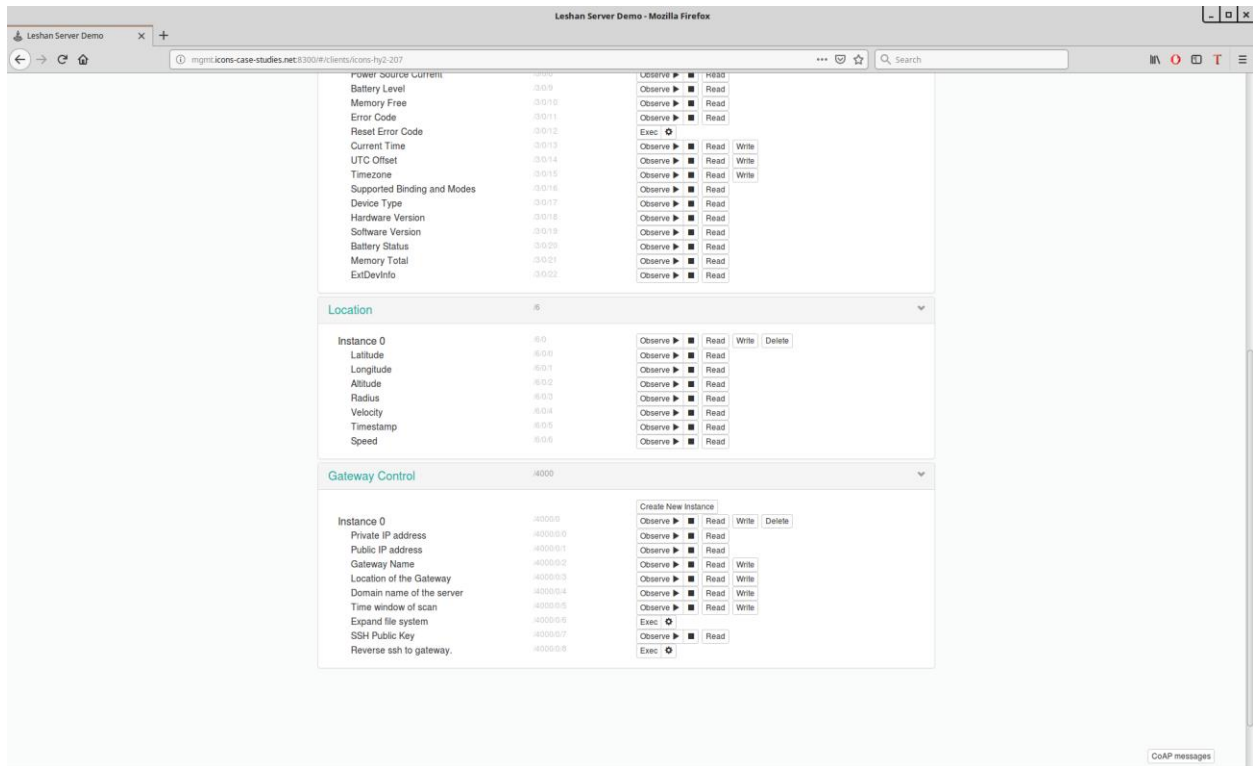 Leshan Server Demo - Mozilla Firefox
Leshan Server Demo
mgmt.icons-case-studies.net:8300/#/clients/icons-hy2-207
Search
Power Source Current Observe Read
Battery Level /3/0/9 Observe Read
Memory Free /3/0/10 Observe Read
Error Code /3/0/11 Observe Read
Reset Error Code /3/0/12 Exec
Current Time /3/0/13 Observe Read Write
UTC Offset /3/0/14 Observe Read Write
Timezone /3/0/15 Observe Read Write
Supported Binding and Modes /3/0/16 Observe Read
Device Type /3/0/17 Observe Read
Hardware Version /3/0/18 Observe Read
Software Version /3/0/19 Observe Read
Battery Status /3/0/20 Observe Read
Memory Total /3/0/21 Observe Read
ExtDevInfo /3/0/22 Observe Read
Location /6
Instance 0 /6/0 Observe Read Write Delete
Latitude /6/0/0 Observe Read
Longitude /6/0/1 Observe Read
Altitude /6/0/2 Observe Read
Radius /6/0/3 Observe Read
Velocity /6/0/4 Observe Read
Timestamp /6/0/5 Observe Read
Speed /6/0/6 Observe Read
Gateway Control /4000
Create New Instance
Instance 0 /4000/0 Observe Read Write Delete
Private IP address /4000/0/0 Observe Read
Public IP address /4000/0/1 Observe Read
Gateway Name /4000/0/2 Observe Read Write
Location of the Gateway /4000/0/3 Observe Read Write
Domain name of the server /4000/0/4 Observe Read Write
Time window of scan /4000/0/5 Observe Read Write
Expand file system /4000/0/6 Exec
SSH Public Key /4000/0/7 Observe Read
Reverse ssh to gateway. /4000/0/8 Exec
CoAP messages